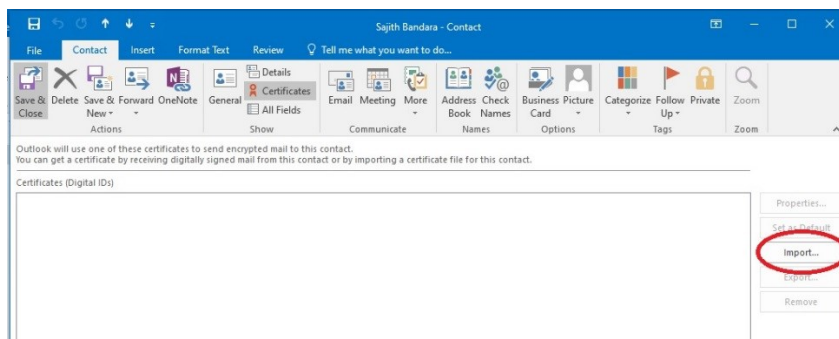 Sajith Bandara - Contact
File Contact Insert Format Text Review Tell me what you want to do...
Save & Close Delete Save & New Forward OneNote General Details Certificates All Fields Email Meeting More Address Book Check Names Business Card Picture Categorize Follow Up Private Zoom
Actions Show Communicate Names Options Tags Zoom
Outlook will use one of these certificates to send encrypted mail to this contact.
You can get a certificate by receiving digitally signed mail from this contact or by importing a certificate file for this contact.
Certificates (Digital IDs)
Properties...
Set as Default
Import...
Export...
Remove